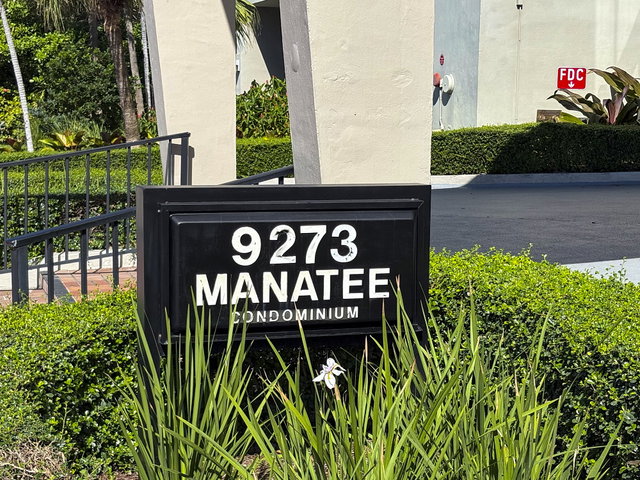 FDC
9273
MANATEE
CONDOMINIUM